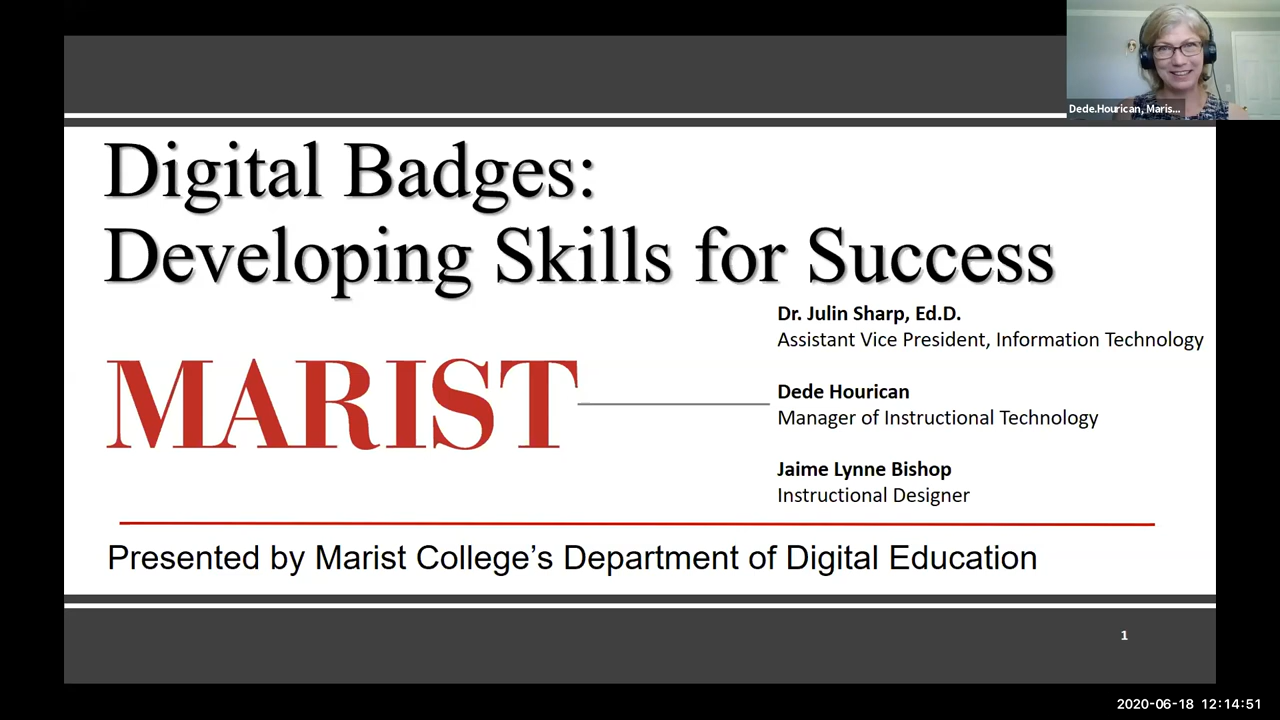 Dede.Hourican, Maris...
Digital Badges:
Developing Skills for Success
Dr. Julin Sharp, Ed.D.
Assistant Vice President, Information Technology
MARIST
Dede Hourican
Manager of Instructional Technology
Jaime Lynne Bishop
Instructional Designer
Presented by Marist College’s Department of Digital Education
1
2020-06-18 12:14:51